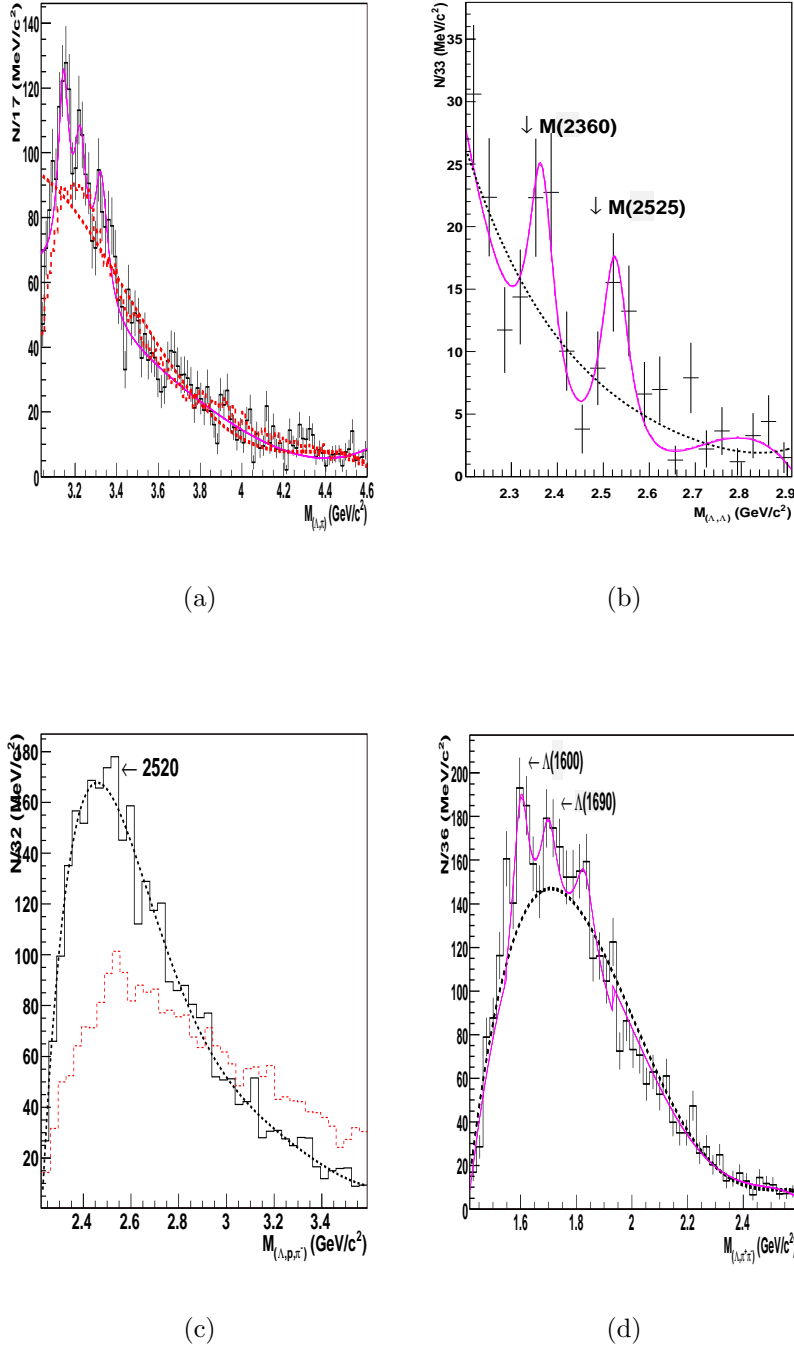 N/17 (MeV/c²)
140
120
100
80
60
40
20
0
3.2 3.4 3.6 3.8 4 4.2 4.4 4.6
M(Λ,π) (GeV/c²)
(a)
N/33 (MeV/c²)
35
30
25
20
15
10
5
0
↓ M(2360)
↓ M(2525)
2.3 2.4 2.5 2.6 2.7 2.8 2.9
M(Λ,Λ) (GeV/c²)
(b)
N/32 (MeV/c²)
180
160
140
120
100
80
60
40
20
← 2520
2.4 2.6 2.8 3 3.2 3.4
M(Λ,p,π⁻) (GeV/c²)
(c)
N/36 (MeV/c²)
200
180
160
140
120
100
80
60
40
20
0
← Λ(1600)
← Λ(1690)
1.6 1.8 2 2.2 2.4
M(Λ,π⁺π⁻) (GeV/c²)
(d)